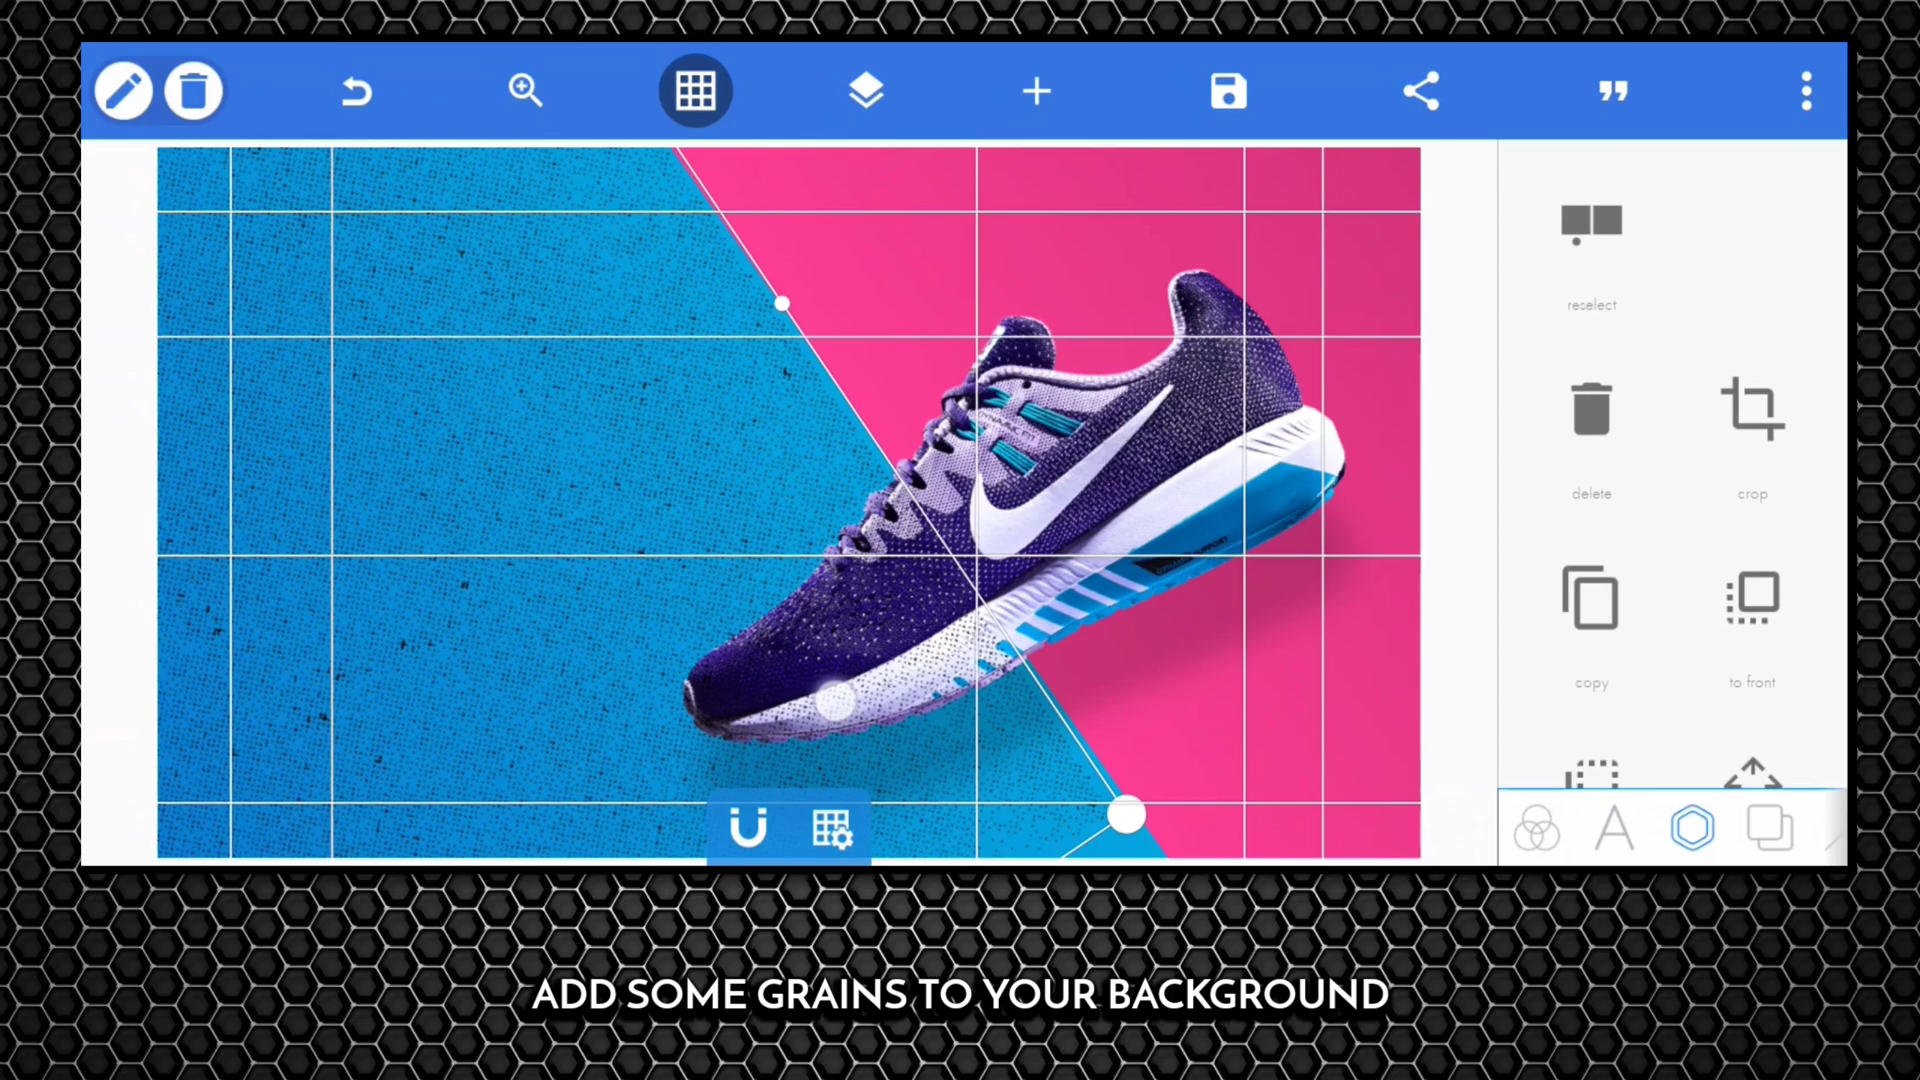 reselect
delete
crop
copy
to front
A
ADD SOME GRAINS TO YOUR BACKGROUND